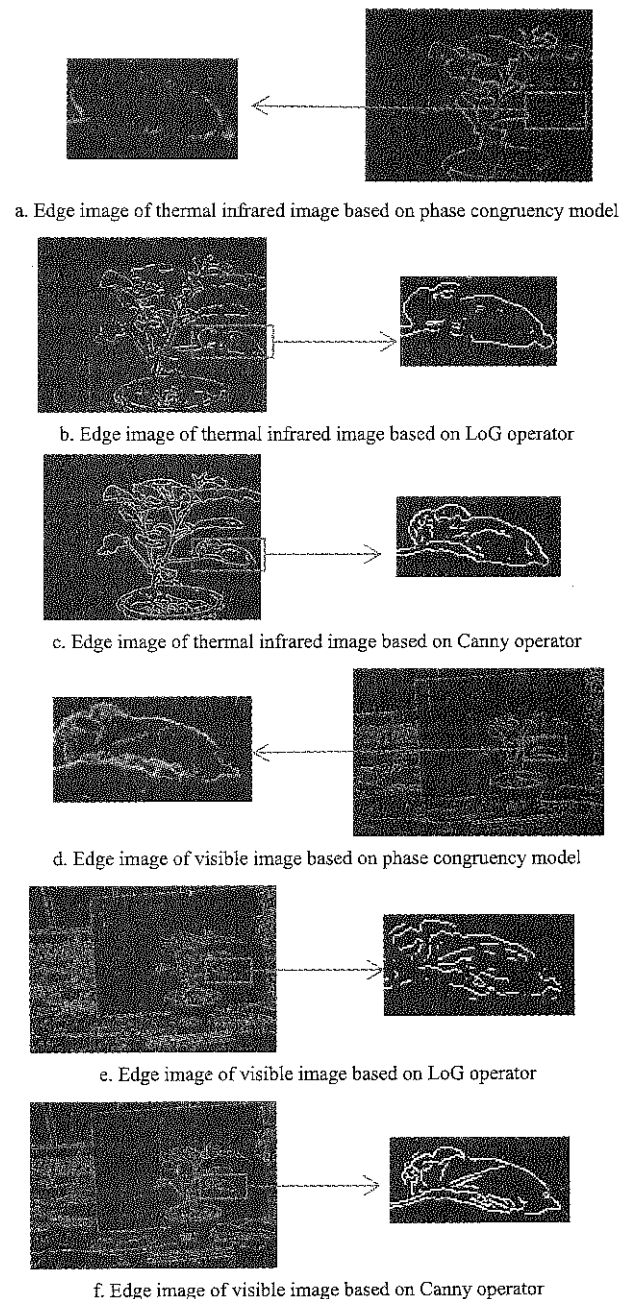 a. Edge image of thermal infrared image based on phase congruency model
b. Edge image of thermal infrared image based on LoG operator
c. Edge image of thermal infrared image based on Canny operator
d. Edge image of visible image based on phase congruency model
e. Edge image of visible image based on LoG operator
f. Edge image of visible image based on Canny operator